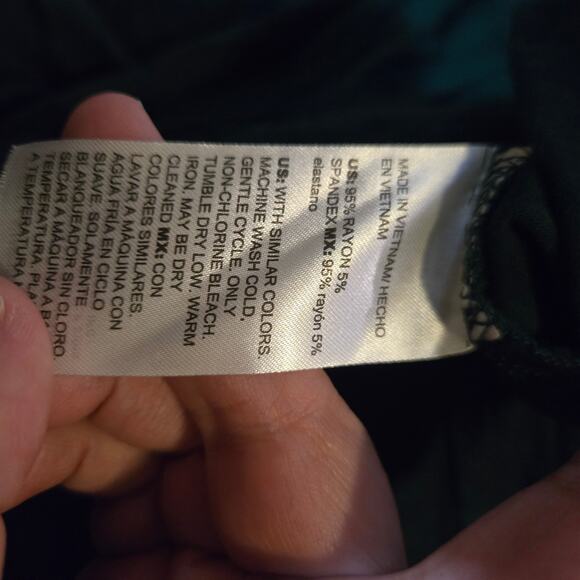 MADE IN VIETNAM/ HECHO
EN VIETNAM
US: 95% RAYON 5%
SPANDEX MX: 95% rayón 5%
elastano
US: WITH SIMILAR COLORS.
MACHINE WASH COLD,
GENTLE CYCLE. ONLY
NON-CHLORINE BLEACH.
TUMBLE DRY LOW. WARM
IRON. MAY BE DRY
CLEANED MX: CON
COLORES SIMILARES.
LAVAR A MÁQUINA CON
AGUA FRÍA EN CICLO
SUAVE. SOLAMENTE
BLANQUEADOR SIN CLORO.
SECAR A MÁQUINA A
A TEMPERATURA.